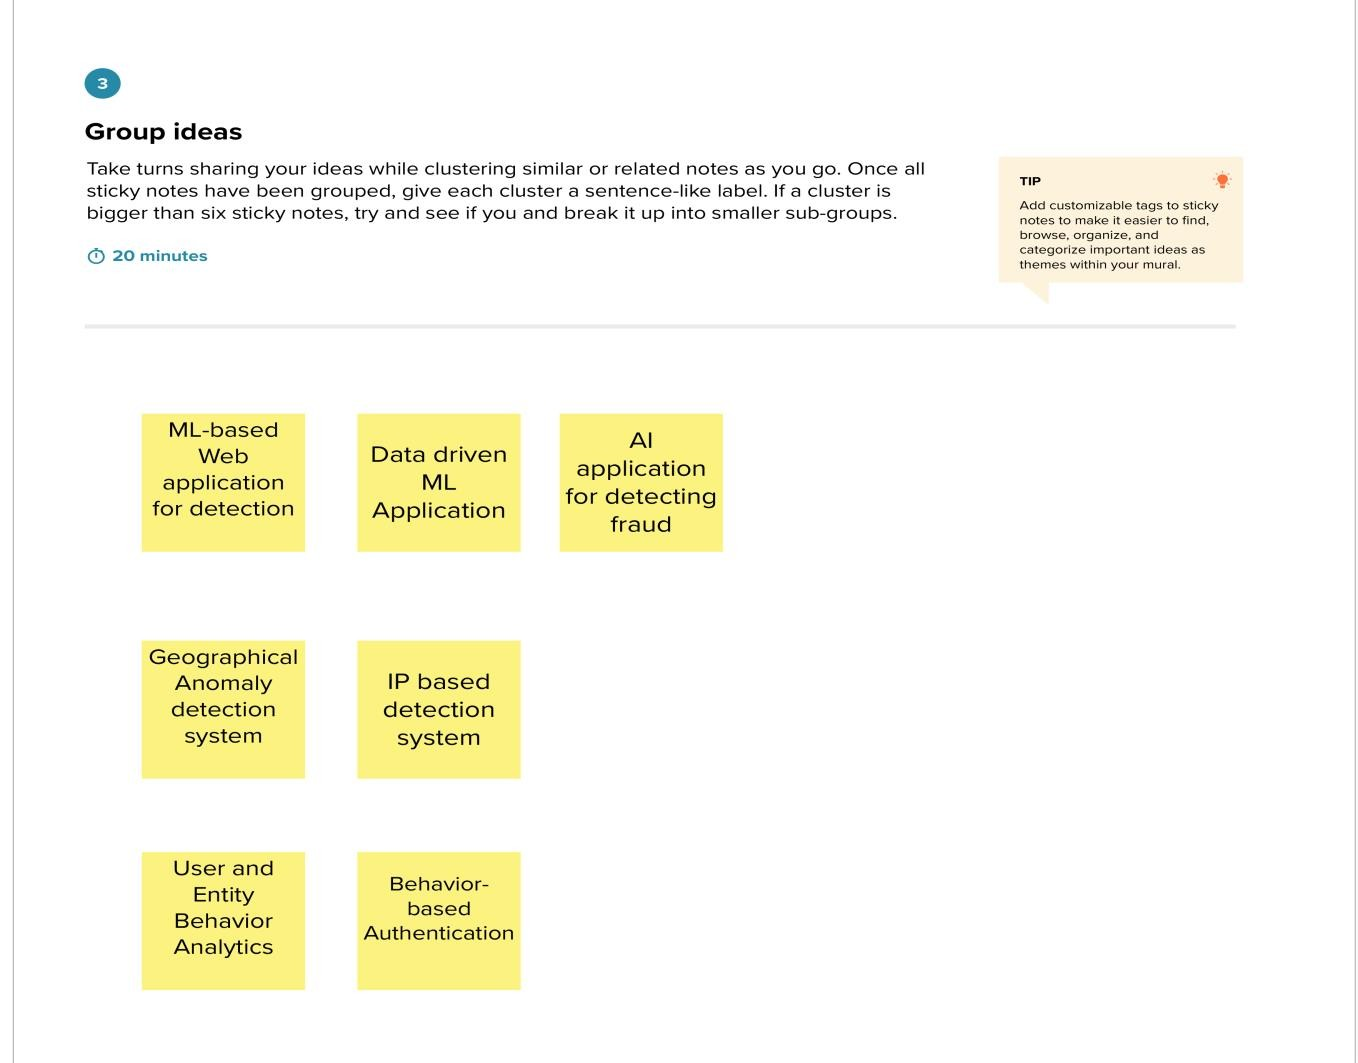 3
Group ideas
Take turns sharing your ideas while clustering similar or related notes as you go. Once all
sticky notes have been grouped, give each cluster a sentence-like label. If a cluster is
bigger than six sticky notes, try and see if you and break it up into smaller sub-groups.
20 minutes
TIP
Add customizable tags to sticky
notes to make it easier to find,
browse, organize, and
categorize important ideas as
themes within your mural.
ML-based
Web
application
for detection
Data driven
ML
Application
AI
application
for detecting
fraud
Geographical
Anomaly
detection
system
IP based
detection
system
User and
Entity
Behavior
Analytics
Behavior-
based
Authentication